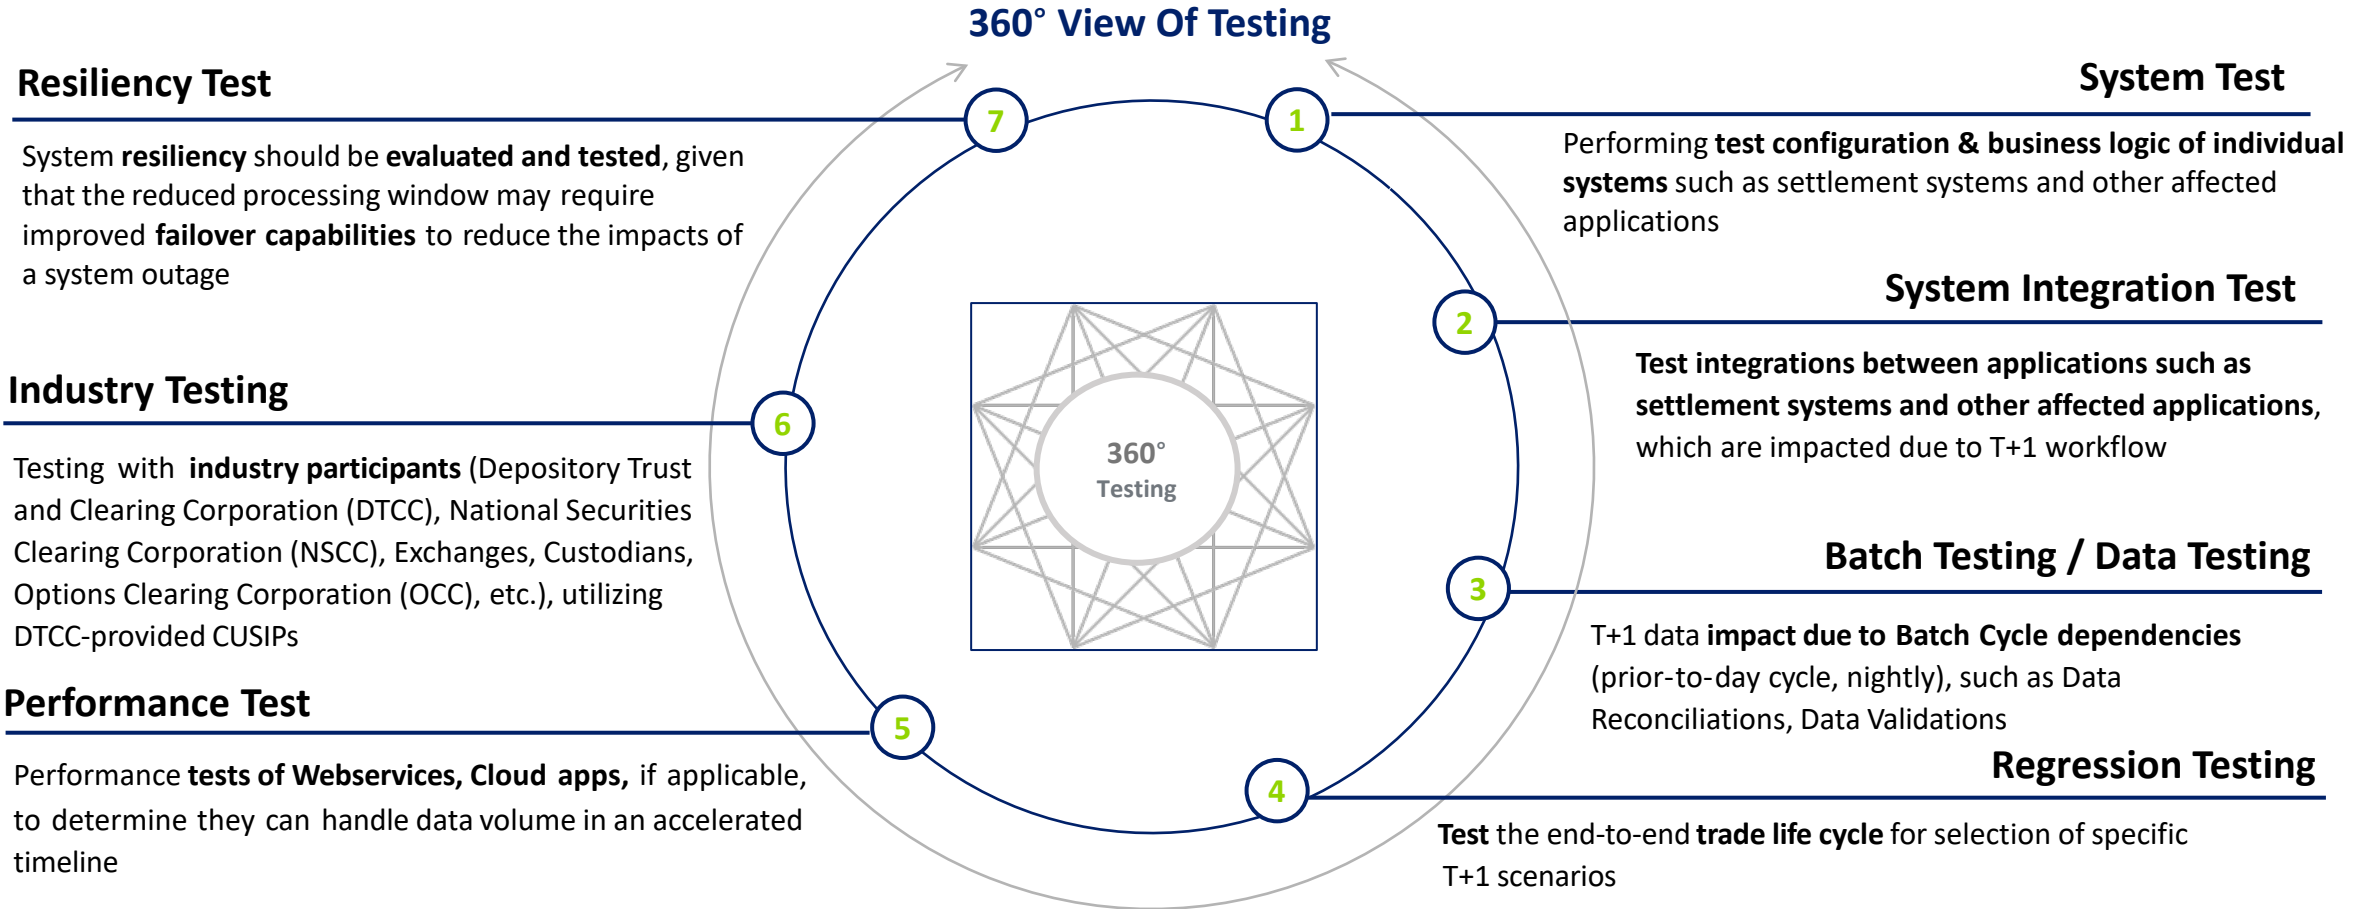 360° View Of Testing
1
System Test
Performing test configuration & business logic of individual
systems such as settlement systems and other affected
applications
2
System Integration Test
Test integrations between applications such as
settlement systems and other affected applications,
which are impacted due to T+1 workflow
3
Batch Testing / Data Testing
T+1 data impact due to Batch Cycle dependencies
(prior-to-day cycle, nightly), such as Data
Reconciliations, Data Validations
4
Regression Testing
Test the end-to-end trade life cycle for selection of specific
T+1 scenarios
5
Performance Test
Performance tests of Webservices, Cloud apps, if applicable,
to determine they can handle data volume in an accelerated
timeline
6
Industry Testing
Testing with industry participants (Depository Trust
and Clearing Corporation (DTCC), National Securities
Clearing Corporation (NSCC), Exchanges, Custodians,
Options Clearing Corporation (OCC), etc.), utilizing
DTCC-provided CUSIPs
7
Resiliency Test
System resiliency should be evaluated and tested, given
that the reduced processing window may require
improved failover capabilities to reduce the impacts of
a system outage
360°
Testing